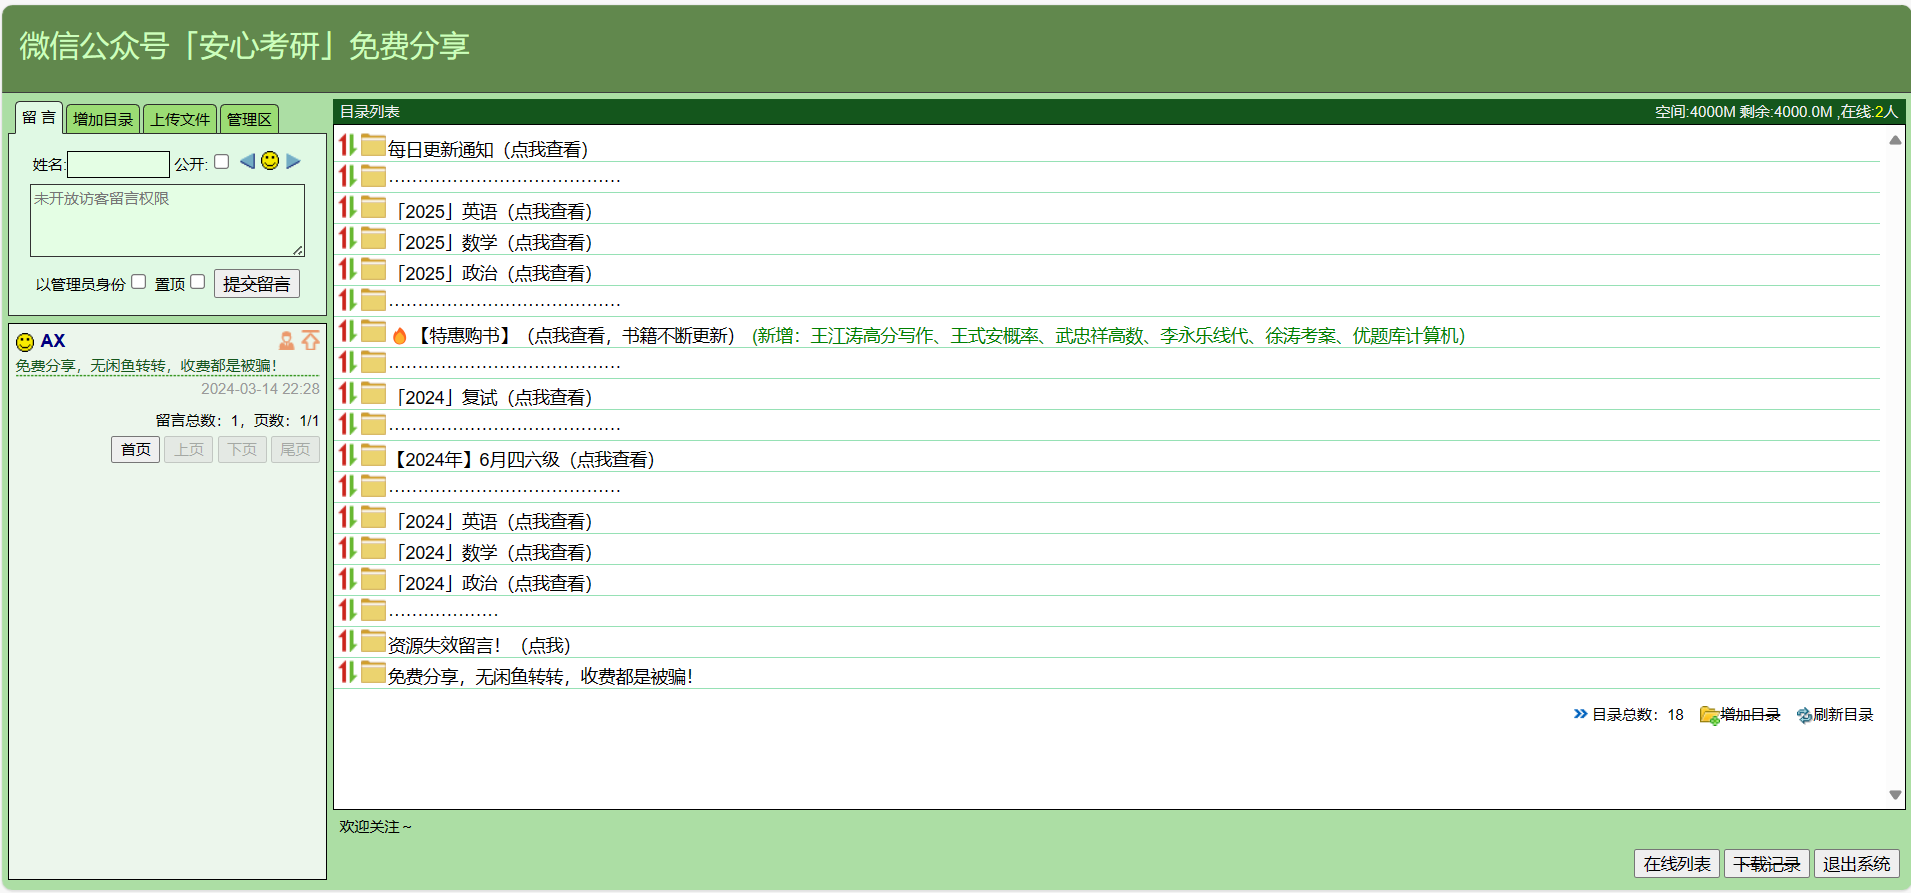 微信公众号「安心考研」免费分享
留 言
增加目录
上传文件
管理区
姓名:
公开:
未开放访客留言权限
以管理员身份
置顶
提交留言
AX
免费分享，无闲鱼转转，收费都是被骗！
2024-03-14 22:28
留言总数：1，页数：1/1
首页
上页
下页
尾页
目录列表
空间:4000M 剩余:4000.0M ,在线:2人
每日更新通知（点我查看）
........................................
「2025」英语（点我查看）
「2025」数学（点我查看）
「2025」政治（点我查看）
........................................
【特惠购书】（点我查看，书籍不断更新）（新增：王江涛高分写作、王式安概率、武忠祥高数、李永乐线代、徐涛考案、优题库计算机）
........................................
「2024」复试（点我查看）
........................................
【2024年】6月四六级（点我查看）
........................................
「2024」英语（点我查看）
「2024」数学（点我查看）
「2024」政治（点我查看）
...................
资源失效留言！（点我）
免费分享，无闲鱼转转，收费都是被骗！
目录总数：18
增加目录
刷新目录
欢迎关注～
在线列表
下载记录
退出系统